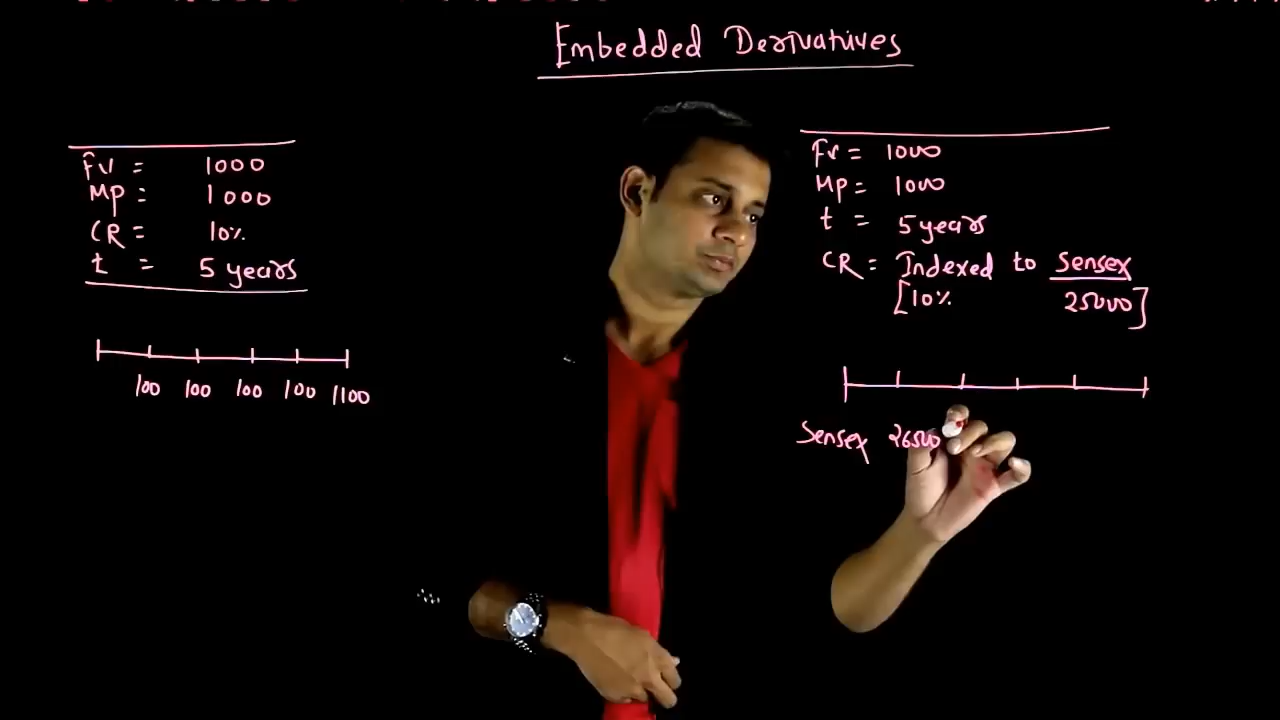 Embedded Derivatives
FV = 1000
MP = 1000
CR = 10%
t = 5 years
100 100 100 100 1100
FV = 1000
MP = 1000
t = 5 years
CR = Indexed to Sensex
[10% 25000]
Sensex 26500